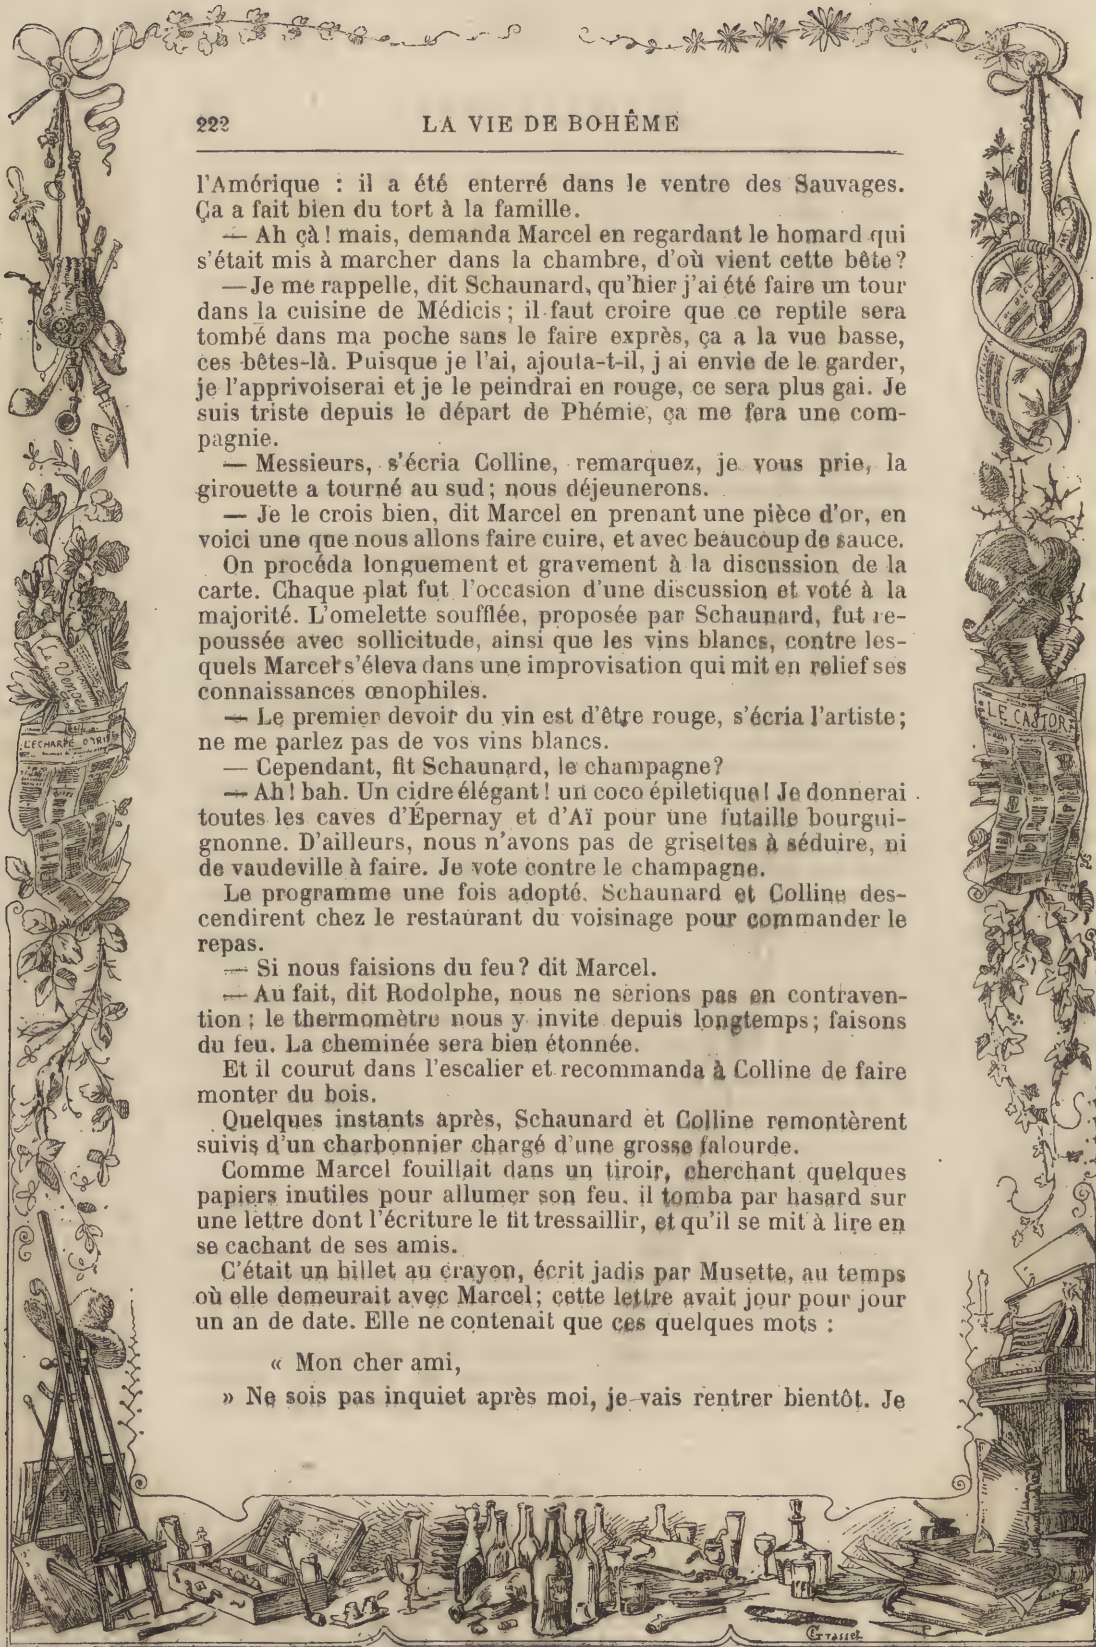 222
LA VIE DE BOHÊME
l'Amérique : il a été enterré dans le ventre des Sauvages.
Ça a fait bien du tort à la famille.
— Ah çà ! mais, demanda Marcel en regardant le homard qui
s'était mis à marcher dans la chambre, d'où vient cette bête ?
— Je me rappelle, dit Schaunard, qu'hier j'ai été faire un tour
dans la cuisine de Médicis ; il faut croire que ce reptile sera
tombé dans ma poche sans le faire exprès, ça a la vue basse,
ces bêtes-là. Puisque je l'ai, ajouta-t-il, j ai envie de le garder,
je l'apprivoiserai et je le peindrai en rouge, ce sera plus gai. Je
suis triste depuis le départ de Phémie, ça me fera une com-
pagnie.
— Messieurs, s'écria Colline, remarquez, je vous prie, la
girouette a tourné au sud ; nous déjeunerons.
— Je le crois bien, dit Marcel en prenant une pièce d'or, en
voici une que nous allons faire cuire, et avec beaucoup de sauce.
On procéda longuement et gravement à la discussion de la
carte. Chaque plat fut l'occasion d'une discussion et voté à la
majorité. L'omelette soufflée, proposée par Schaunard, fut re-
poussée avec sollicitude, ainsi que les vins blancs, contre les-
quels Marcel s'éleva dans une improvisation qui mit en relief ses
connaissances œnophiles.
— Le premier devoir du vin est d'être rouge, s'écria l'artiste ;
ne me parlez pas de vos vins blancs.
— Cependant, fit Schaunard, le champagne ?
— Ah ! bah. Un cidre élégant ! un coco épiletique ! Je donnerai
toutes les caves d'Épernay et d'Aï pour une futaille bourgui-
gnonne. D'ailleurs, nous n'avons pas de grisettes à séduire, ni
de vaudeville à faire. Je vote contre le champagne.
Le programme une fois adopté, Schaunard et Colline des-
cendirent chez le restaurant du voisinage pour commander le
repas.
— Si nous faisions du feu ? dit Marcel.
— Au fait, dit Rodolphe, nous ne serions pas en contraven-
tion ; le thermomètre nous y invite depuis longtemps ; faisons
du feu. La cheminée sera bien étonnée.
Et il courut dans l'escalier et recommanda à Colline de faire
monter du bois.
Quelques instants après, Schaunard et Colline remontèrent
suivis d'un charbonnier chargé d'une grosse falourde.
Comme Marcel fouillait dans un tiroir, cherchant quelques
papiers inutiles pour allumer son feu, il tomba par hasard sur
une lettre dont l'écriture le fit tressaillir, et qu'il se mit à lire en
se cachant de ses amis.
C'était un billet au crayon, écrit jadis par Musette, au temps
où elle demeurait avec Marcel ; cette lettre avait jour pour jour
un an de date. Elle ne contenait que ces quelques mots :
« Mon cher ami,
» Ne sois pas inquiet après moi, je vais rentrer bientôt. Je
L'ÉCHARPE D'IRIS
LE CASTOR
Grasset